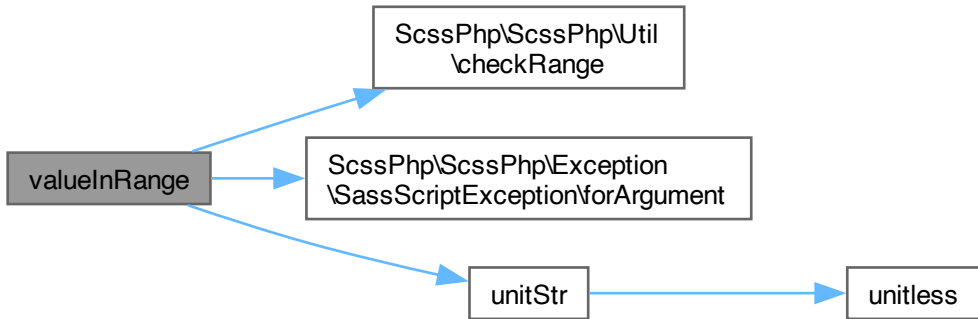 ScssPhp\ScssPhp\Util
\checkRange
valueInRange
ScssPhp\ScssPhp\Exception
\SassScriptException\forArgument
unitStr
unitless